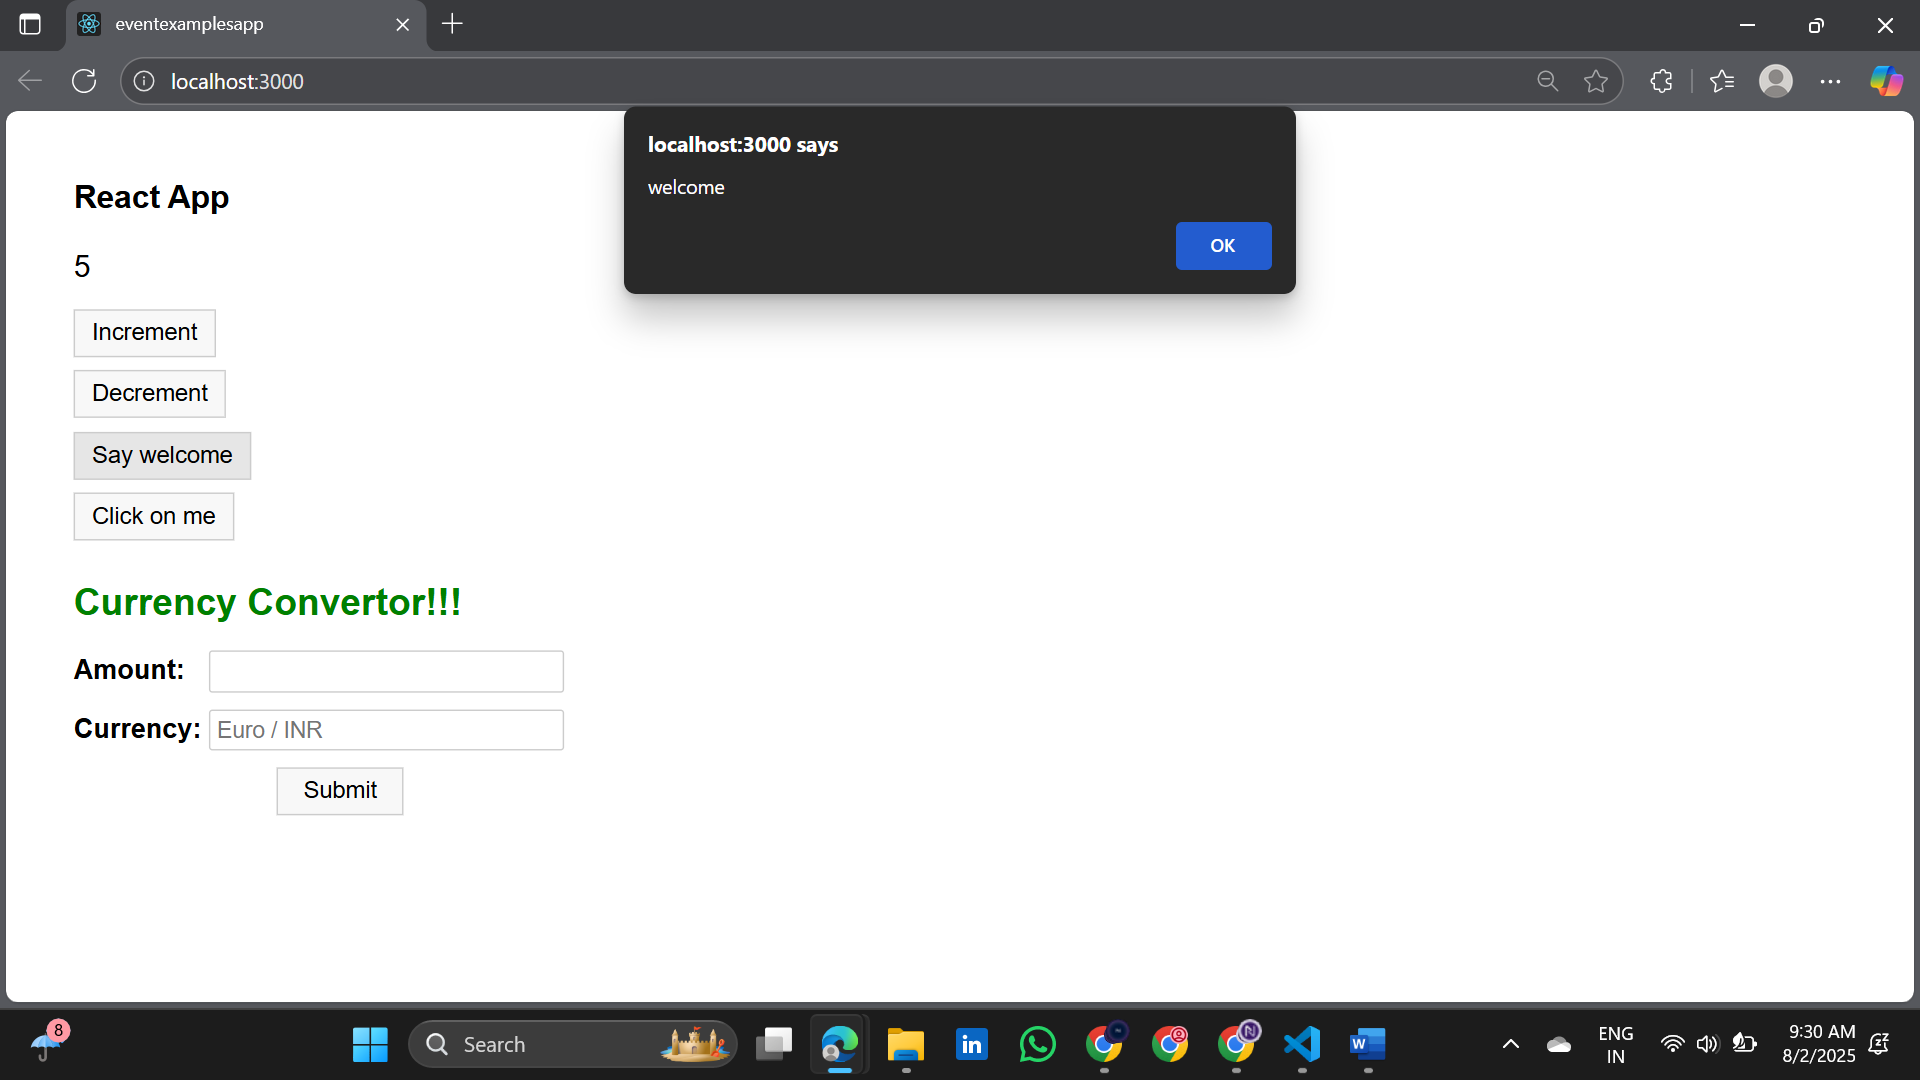 eventexamplesapp
localhost:3000
localhost:3000 says
welcome
OK
React App
5
Increment
Decrement
Say welcome
Click on me
Currency Convertor!!!
Amount:
Currency: Euro / INR
Submit
8
Search
in
N
W
ENG
IN
9:30 AM
8/2/2025